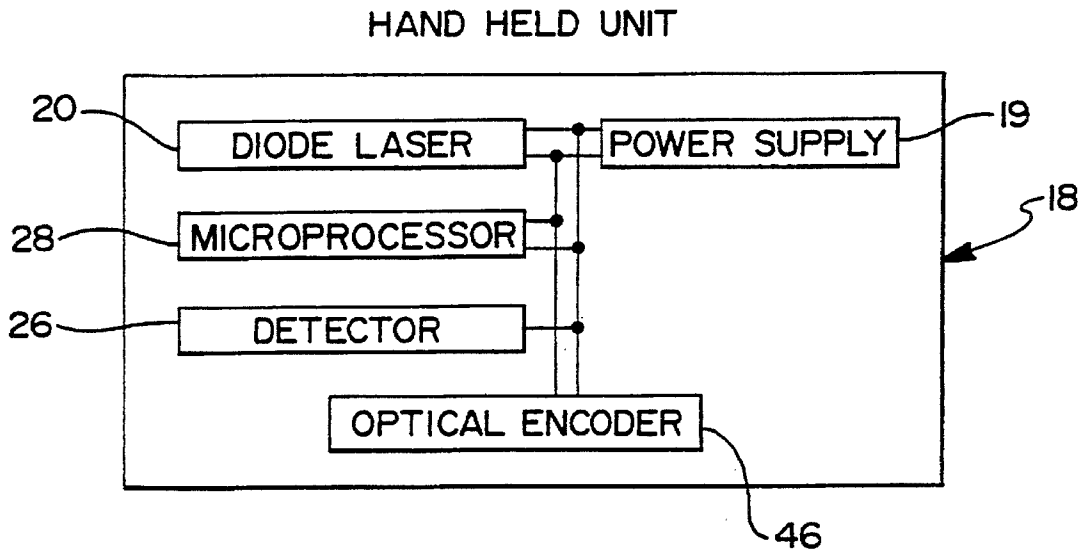 HAND HELD UNIT
20
DIODE LASER
POWER SUPPLY
19
18
28
MICROPROCESSOR
26
DETECTOR
OPTICAL ENCODER
46